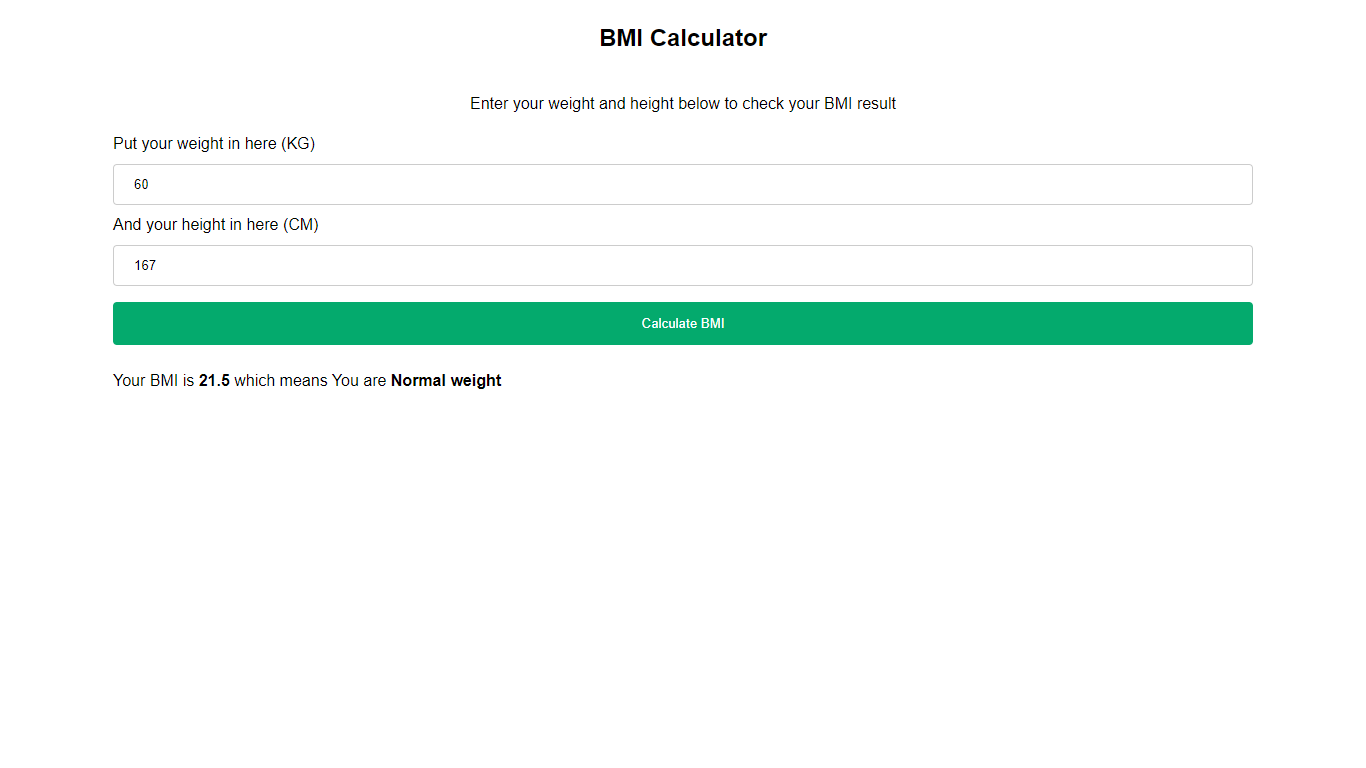 BMI Calculator
Enter your weight and height below to check your BMI result
Put your weight in here (KG)
60
And your height in here (CM)
167
Calculate BMI
Your BMI is 21.5 which means You are Normal weight